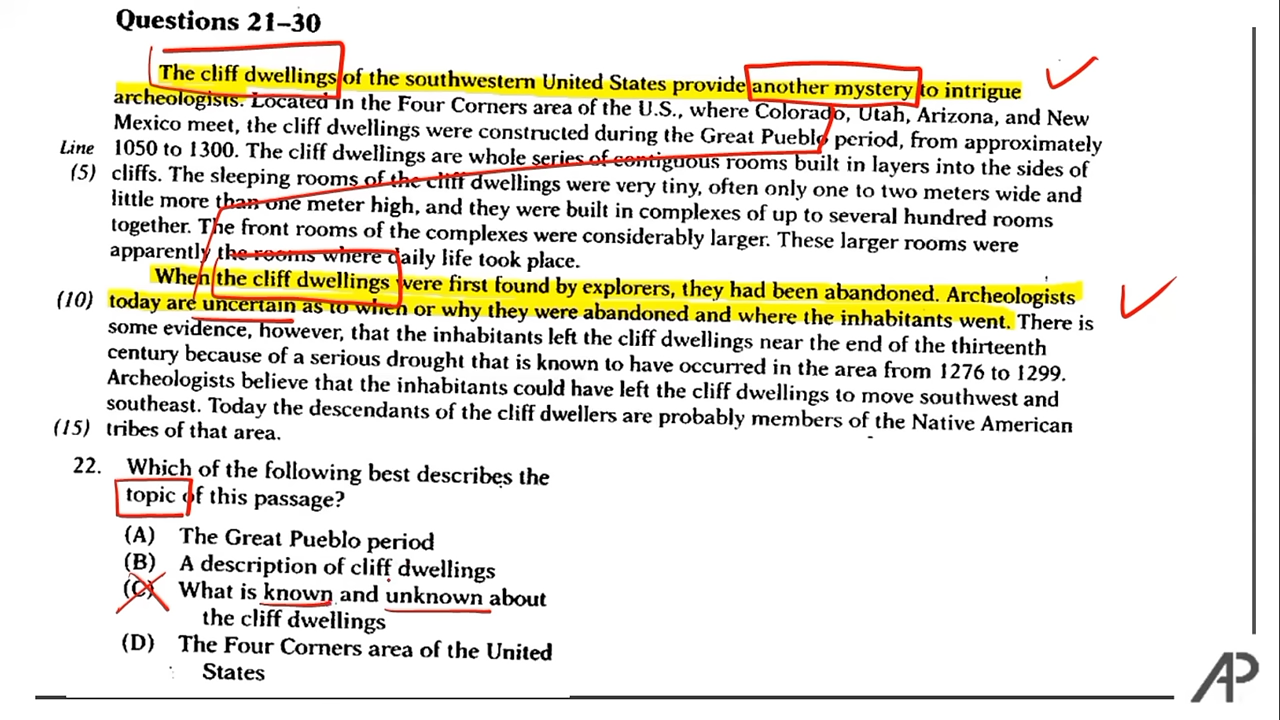 Questions 21–30
The cliff dwellings of the southwestern United States provide another mystery to intrigue
archeologists. Located in the Four Corners area of the U.S., where Colorado, Utah, Arizona, and New
Mexico meet, the cliff dwellings were constructed during the Great Pueblo period, from approximately
Line 1050 to 1300. The cliff dwellings are whole series of contiguous rooms built in layers into the sides of
(5) cliffs. The sleeping rooms of the cliff dwellings were very tiny, often only one to two meters wide and
little more than one meter high, and they were built in complexes of up to several hundred rooms
together. The front rooms of the complexes were considerably larger. These larger rooms were
apparently the rooms where daily life took place.
When the cliff dwellings were first found by explorers, they had been abandoned. Archeologists
(10) today are uncertain as to when or why they were abandoned and where the inhabitants went. There is
some evidence, however, that the inhabitants left the cliff dwellings near the end of the thirteenth
century because of a serious drought that is known to have occurred in the area from 1276 to 1299.
Archeologists believe that the inhabitants could have left the cliff dwellings to move southwest and
southeast. Today the descendants of the cliff dwellers are probably members of the Native American
(15) tribes of that area.
22. Which of the following best describes the
topic of this passage?
(A) The Great Pueblo period
(B) A description of cliff dwellings
(C) What is known and unknown about
the cliff dwellings
(D) The Four Corners area of the United
States
AP